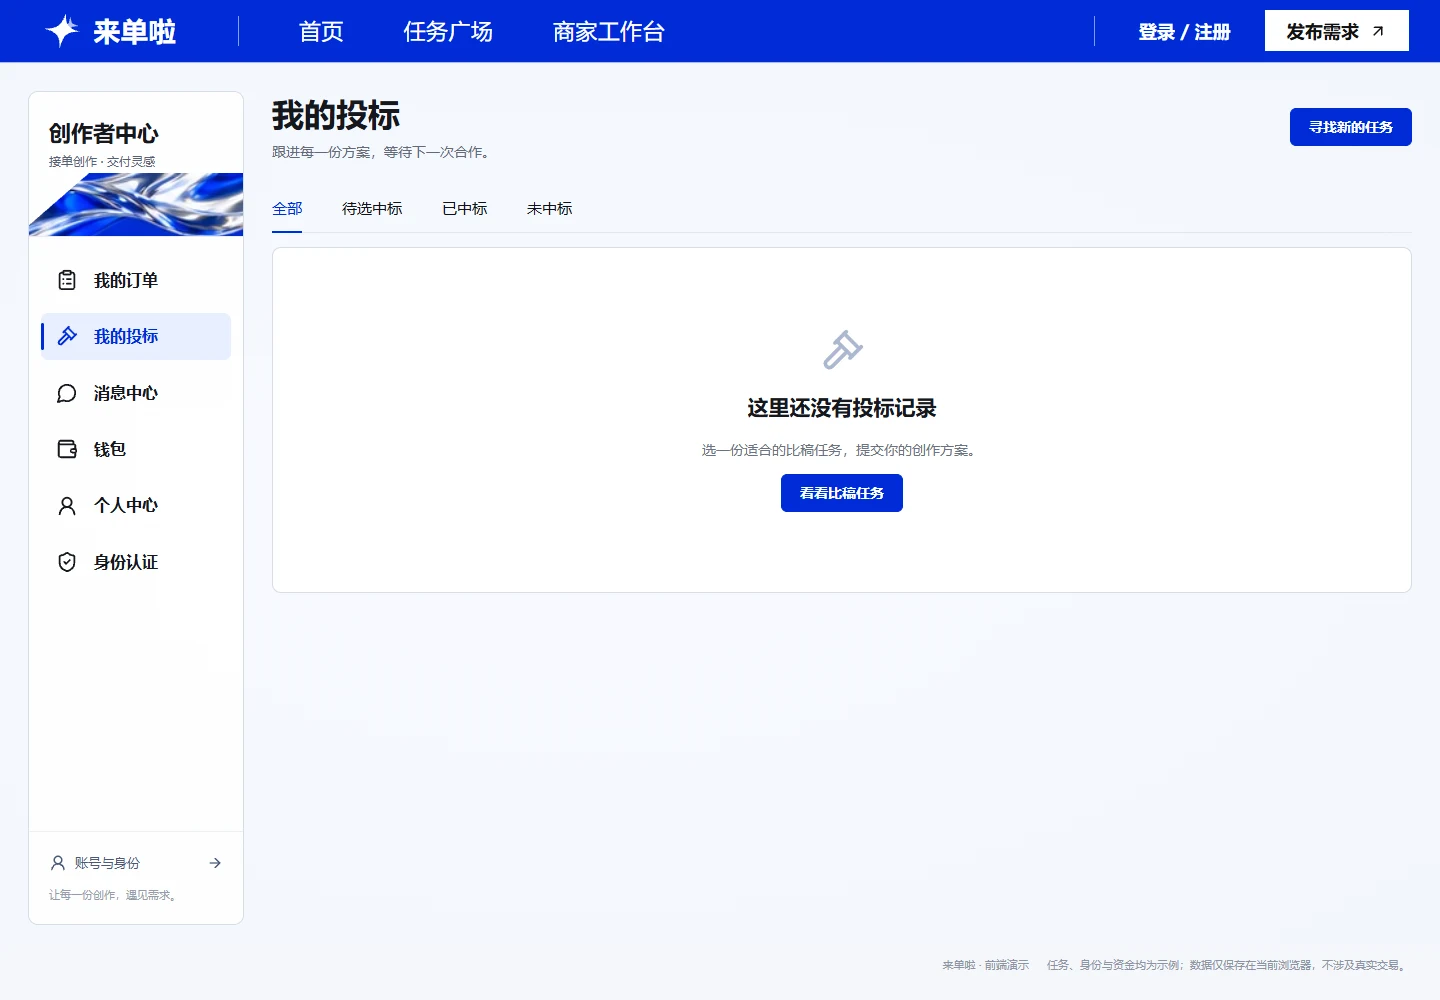 来单啦
首页
任务广场
商家工作台
登录 / 注册
发布需求
创作者中心
接单创作 · 交付灵感
我的订单
我的投标
消息中心
钱包
个人中心
身份认证
账号与身份
让每一份创作，遇见需求。
我的投标
跟进每一份方案，等待下一次合作。
寻找新的任务
全部
待选中标
已中标
未中标
这里还没有投标记录
选一份适合的比稿任务，提交你的创作方案。
看看比稿任务
来单啦 · 前端演示
任务、身份与资金均为示例；数据仅保存在当前浏览器，不涉及真实交易。